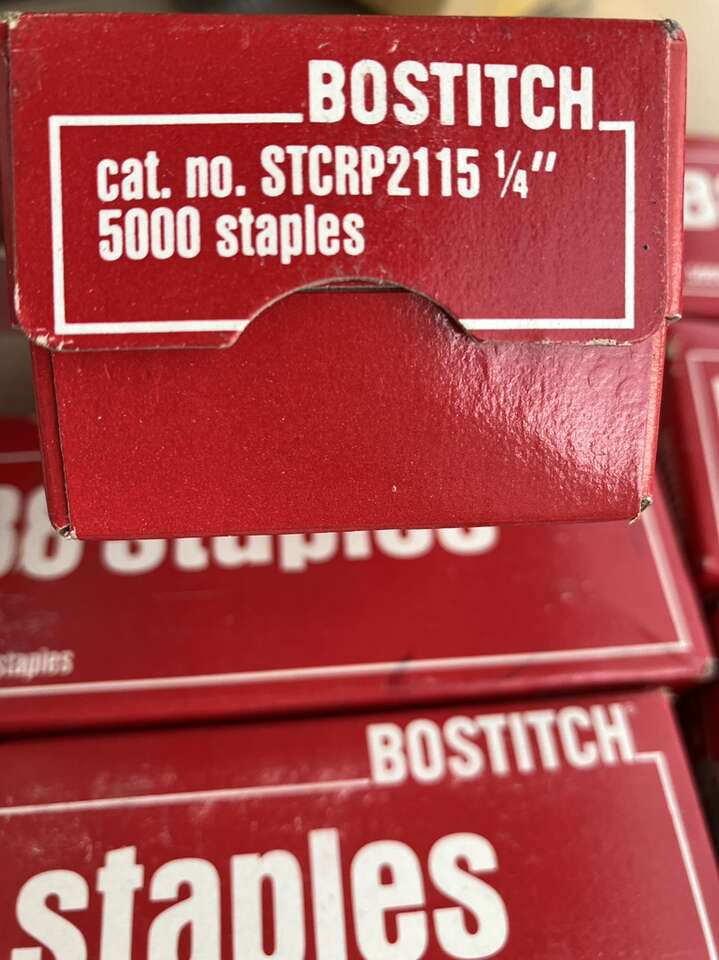 BOSTITCH
cat. no. STCRP2115 1/4"
5000 staples
staples
staples
BOSTITCH
staples